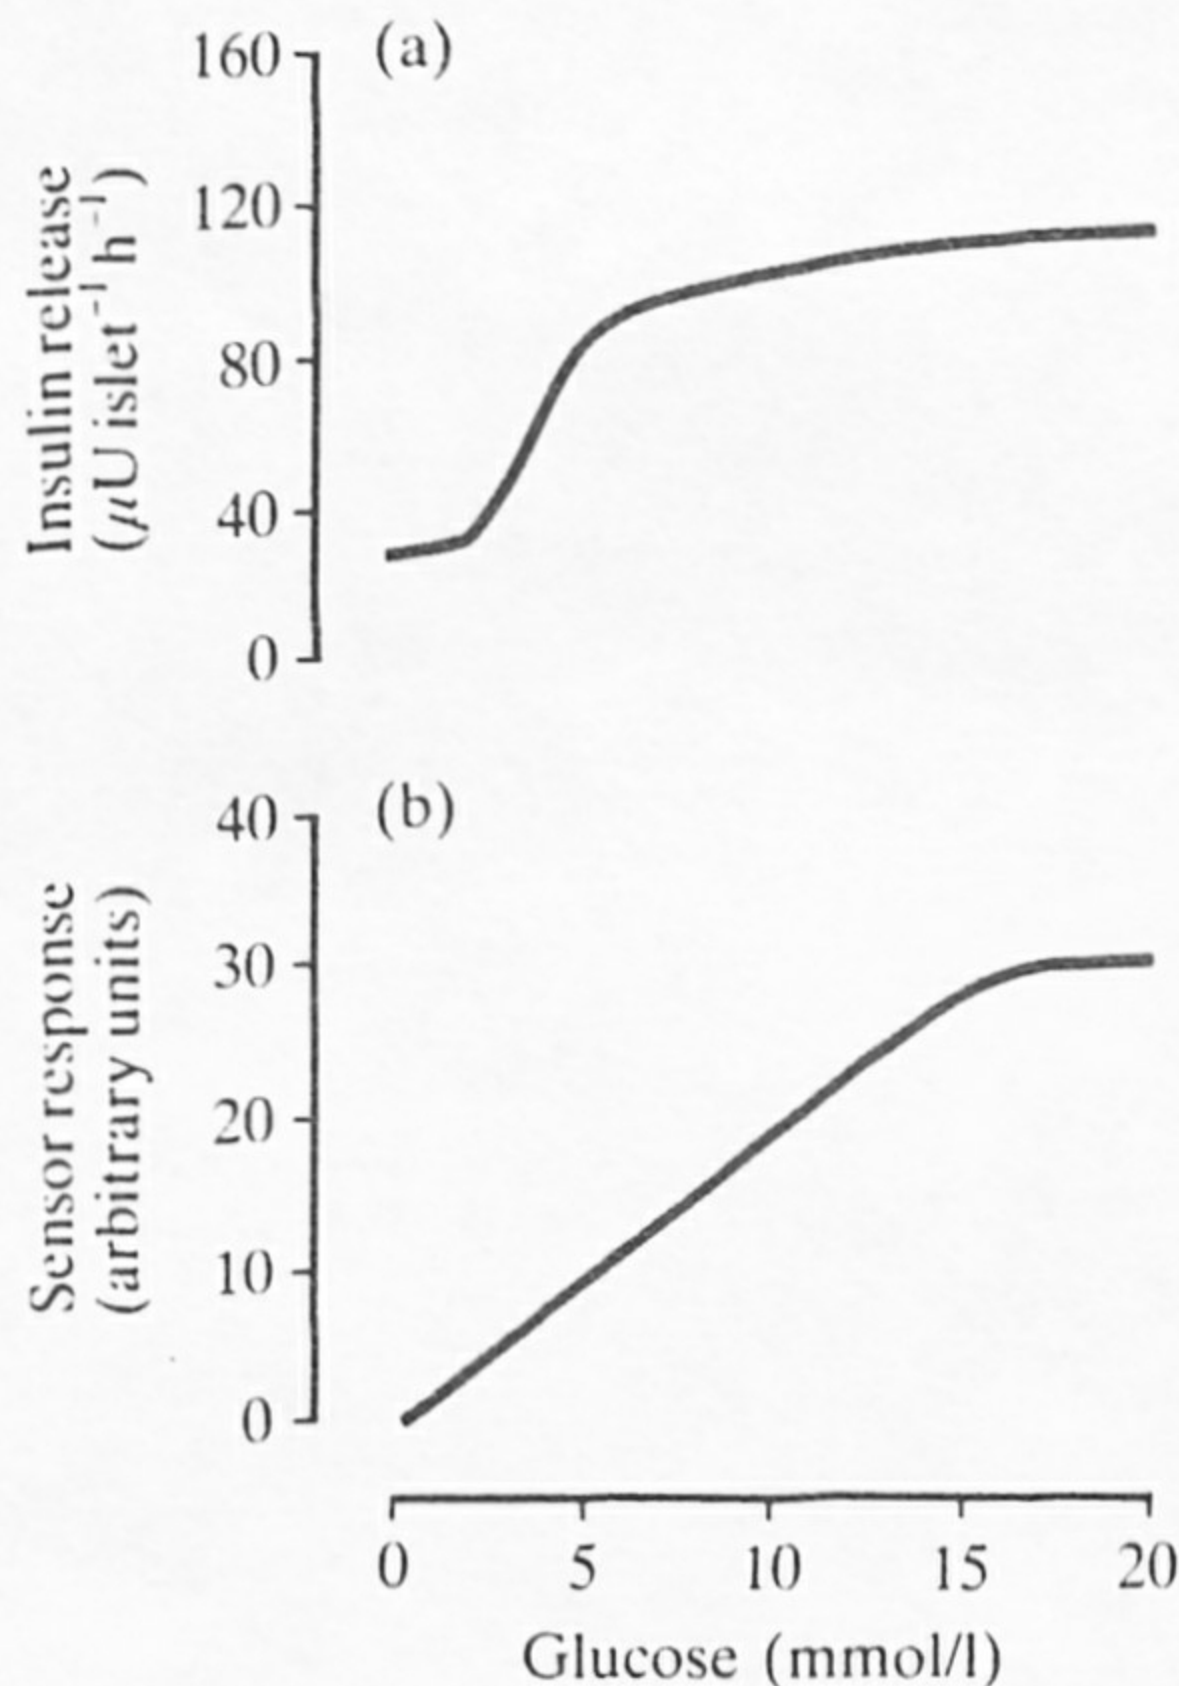 (a)
160
120
80
40
0
Insulin release
(μU islet⁻¹ h⁻¹)
(b)
40
30
20
10
0
Sensor response
(arbitrary units)
0 5 10 15 20
Glucose (mmol/l)